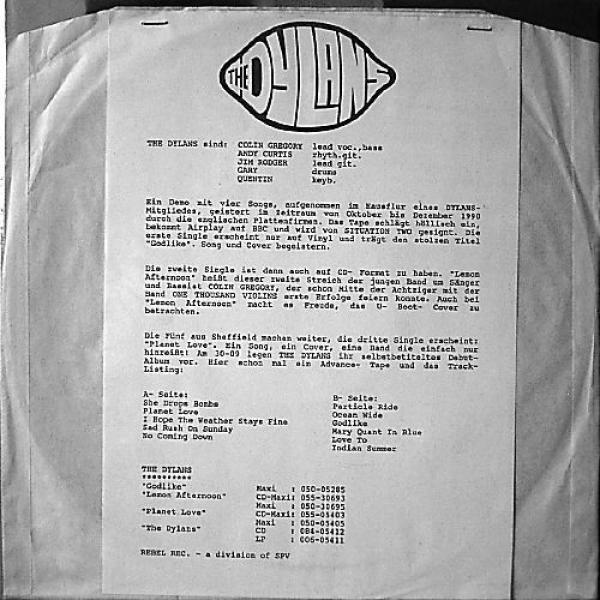 THE DYLANS
THE DYLANS sind: COLIN GREGORY lead voc.,bass
ANDY CURTIS rhyth.git.
JIM RODGER lead git.
GARY drums
QUENTIN keyb.
Ein Demo mit vier Songs, aufgenommen im Hausflur eines DYLANS-
Mitgliedes, geistert im Zeitraum von Oktober bis Dezember 1990
durch die englischen Plattenfirmen. Das Tape schlägt höllisch ein,
bekommt Airplay auf BBC und wird von SITUATION TWO gesignt. Die
erste Single erscheint nur auf Vinyl und trägt den stolzen Titel
"Godlike". Song und Cover begeistern.
Die zweite Single ist dann auch auf CD- Format zu haben. "Lemon
Afternoon" heißt dieser zweite Streich der jungen Band um Sänger
und Bassist COLIN GREGORY, der schon Mitte der Achtziger mit der
Band ONE THOUSAND VIOLINS erste Erfolge feiern konnte. Auch bei
"Lemon Afternoon" macht es Freude, das U- Boot- Cover zu
betrachten.
Die Fünf aus Sheffield machen weiter, die dritte Single erscheint:
"Planet Love". Ein Song, ein Cover, eine Band die einfach nur
hinreißt! Am 30-09 legen THE DYLANS ihr selbstbetiteltes Debut-
Album vor. Hier schon mal ein Advance- Tape und das Track-
Listing:
A- Seite: B- Seite:
She Drops Bombs Particle Ride
Planet Love Ocean Wide
I Hope The Weather Stays Fine Godlike
Sad Rush On Sunday Mary Quant In Blue
No Coming Down Love To
Indian Summer
THE DYLANS
**********
"Godlike" Maxi : 050-05285
"Lemon Afternoon" CD-Maxi: 055-30693
Maxi : 050-30695
"Planet Love" CD-Maxi: 055-05403
Maxi : 050-05405
"The Dylans" CD : 084-05412
LP : 006-05411
REBEL REC. - a division of SPV